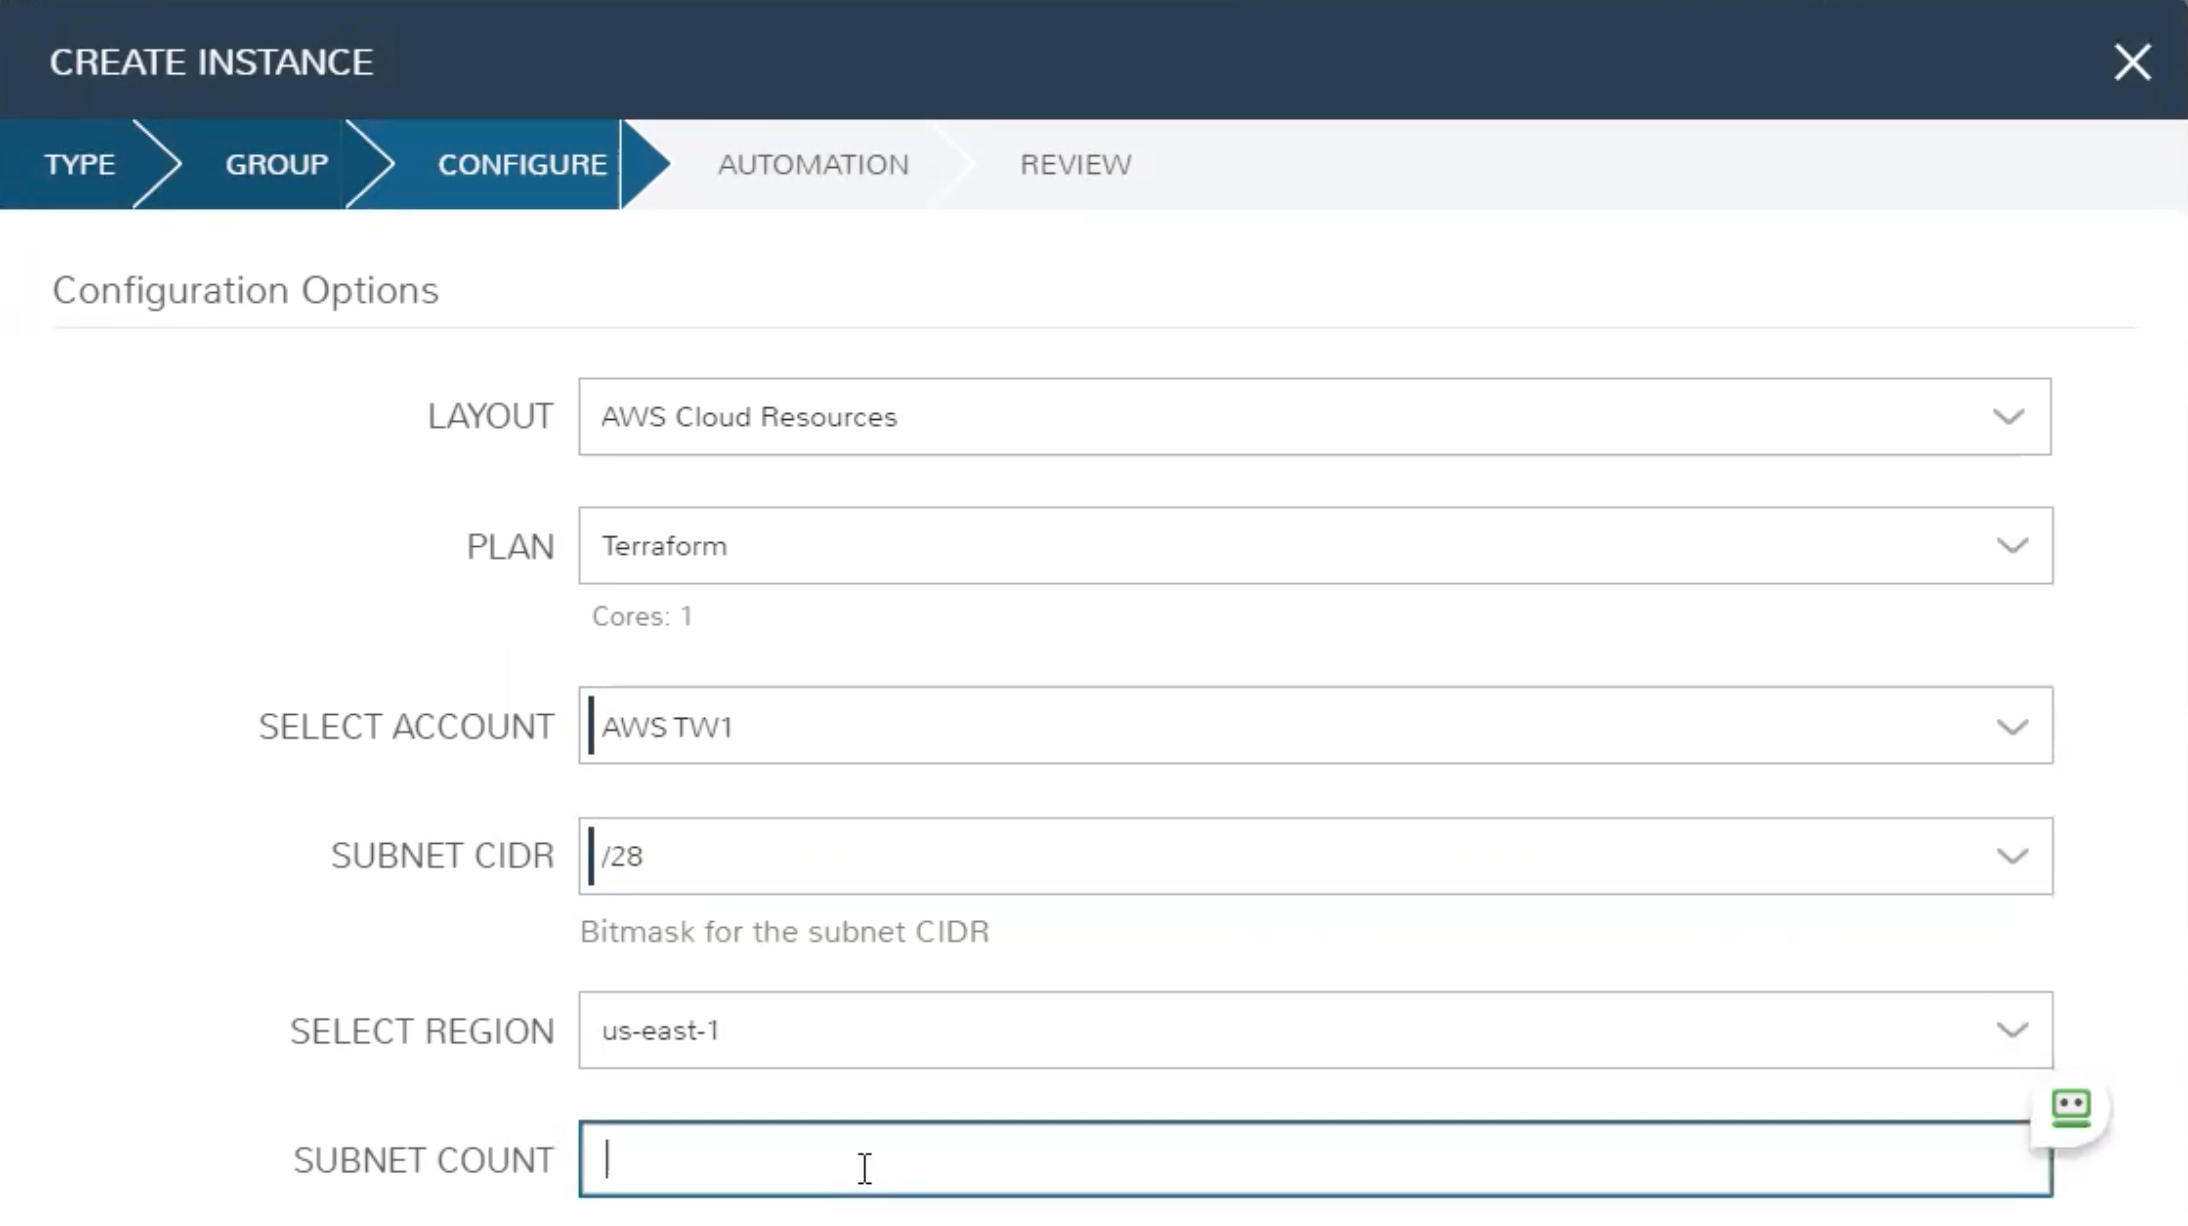 CREATE INSTANCE
TYPE GROUP CONFIGURE AUTOMATION REVIEW
Configuration Options
LAYOUT AWS Cloud Resources
PLAN Terraform
Cores: 1
SELECT ACCOUNT AWS TW1
SUBNET CIDR /28
Bitmask for the subnet CIDR
SELECT REGION us-east-1
SUBNET COUNT